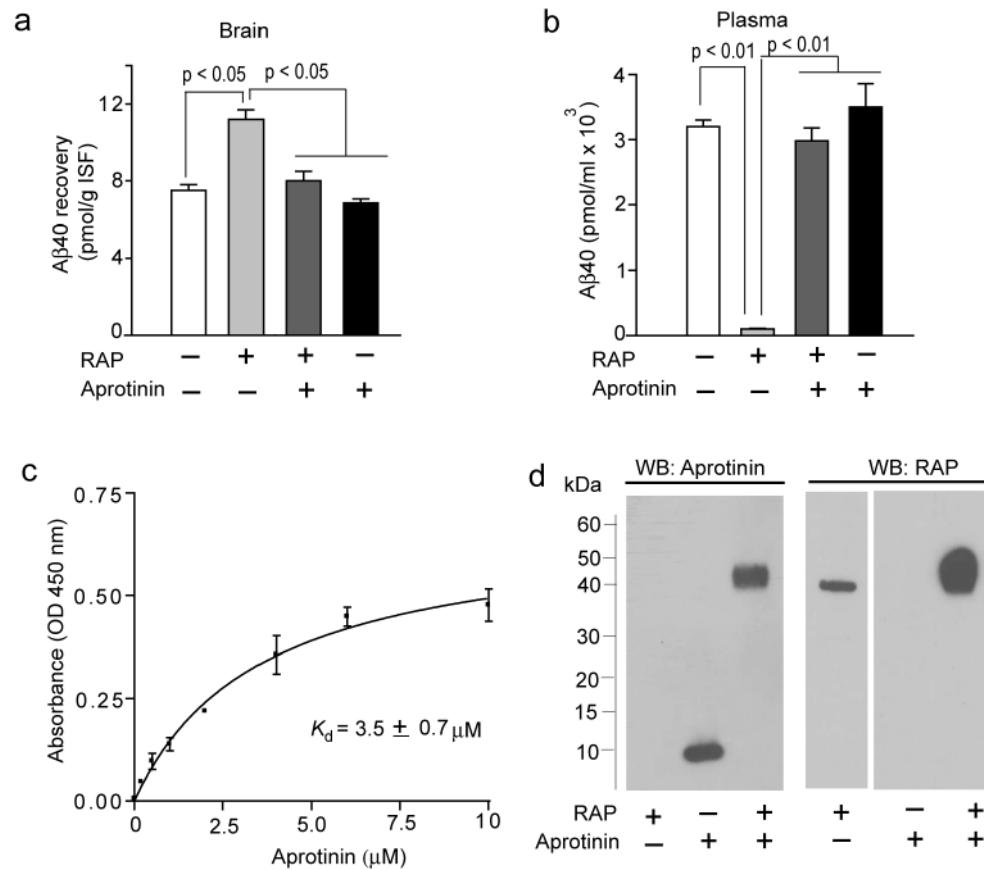 a
Brain
p < 0.05
p < 0.05
Aβ40 recovery
(pmol/g ISF)
12
8
4
0
RAP − + + −
Aprotinin − − + +
b
Plasma
p < 0.01
p < 0.01
Aβ40 (pmol/ml x 10³)
4
3
2
1
0
RAP − + + −
Aprotinin − − + +
c
Absorbance (OD 450 nm)
0.75
0.50
0.25
0.00
Kd = 3.5 ± 0.7 μM
0 2.5 5.0 7.5 10
Aprotinin (μM)
d
kDa
WB: Aprotinin
WB: RAP
60
50
40
30
20
15
10
RAP + − + + − +
Aprotinin − + + − + +